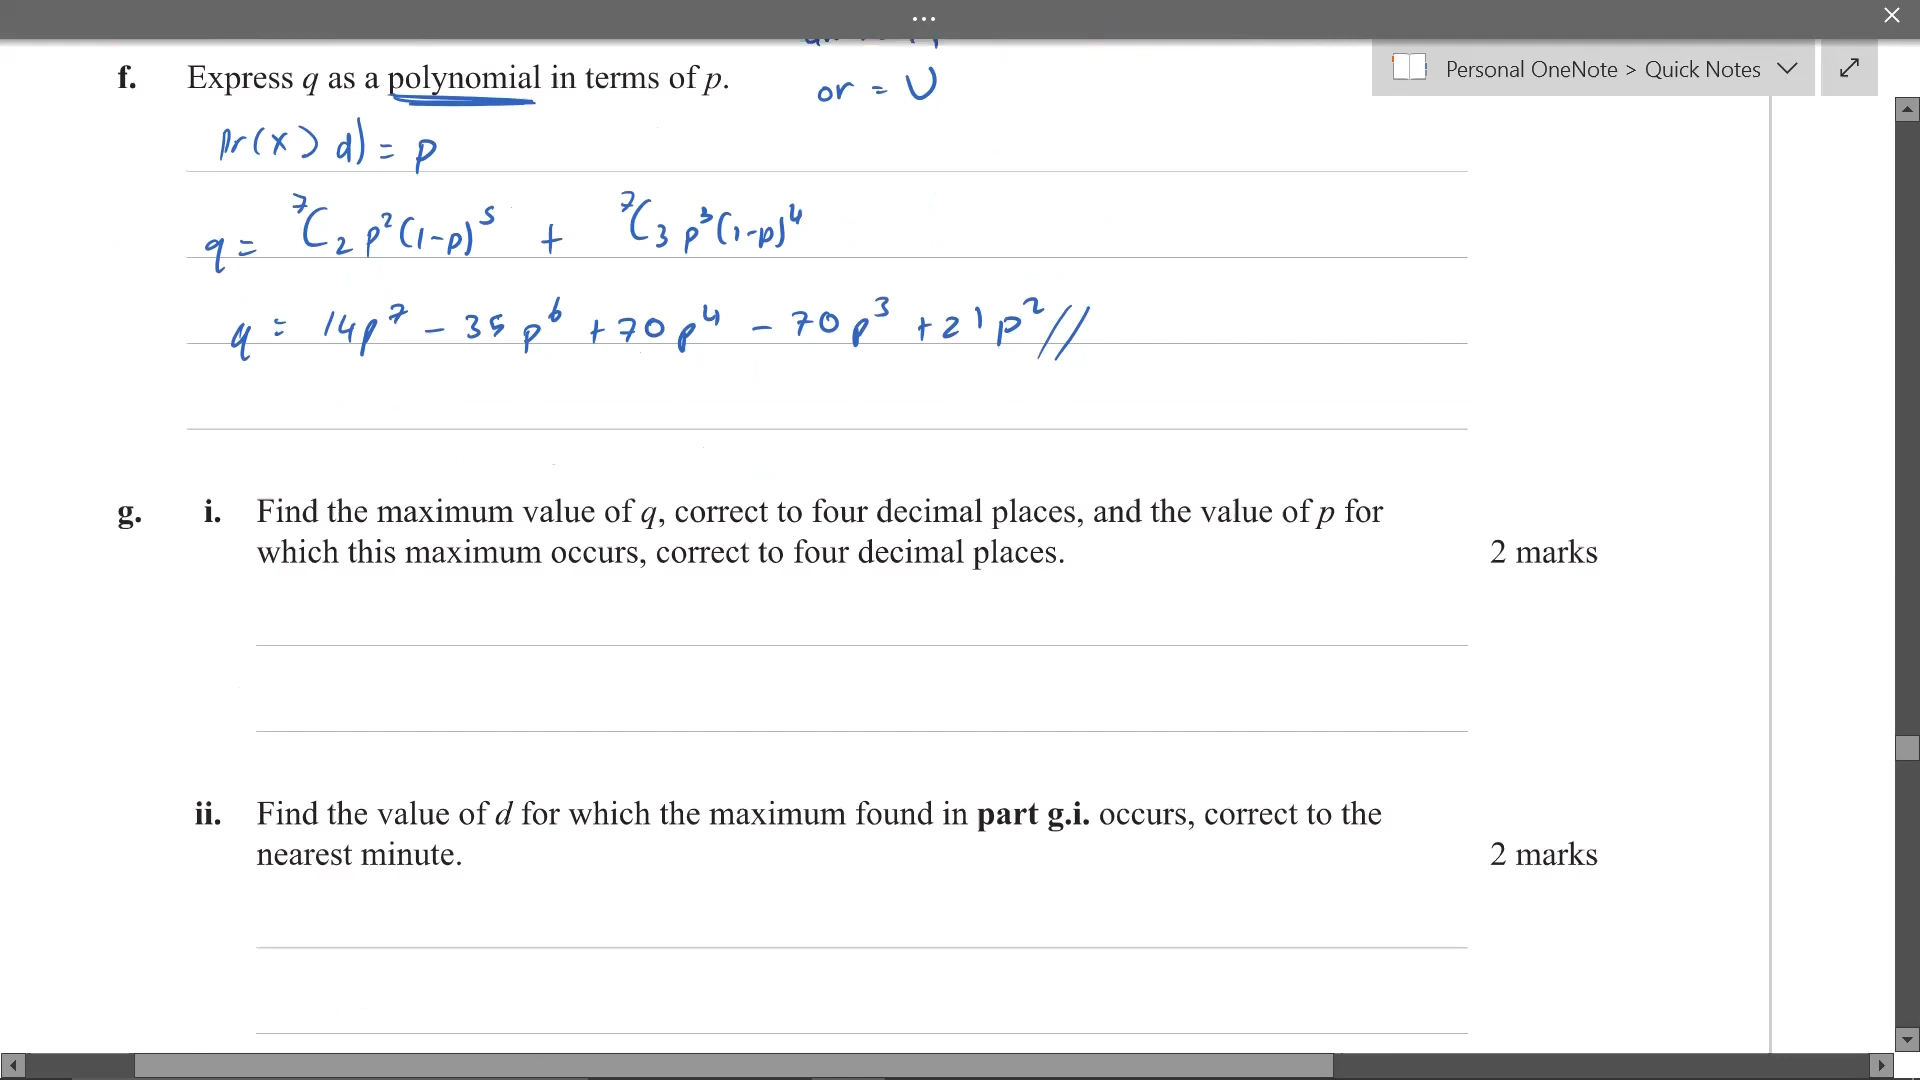 ...
Personal OneNote > Quick Notes
f. Express q as a polynomial in terms of p.
or = U
Pr(X > d) = p
q = ⁷C₂ p²(1-p)⁵ + ⁷C₃ p³(1-p)⁴
q = 14p⁷ - 35p⁶ + 70p⁴ - 70p³ + 21p² //
g. i. Find the maximum value of q, correct to four decimal places, and the value of p for
which this maximum occurs, correct to four decimal places. 2 marks
ii. Find the value of d for which the maximum found in part g.i. occurs, correct to the
nearest minute. 2 marks